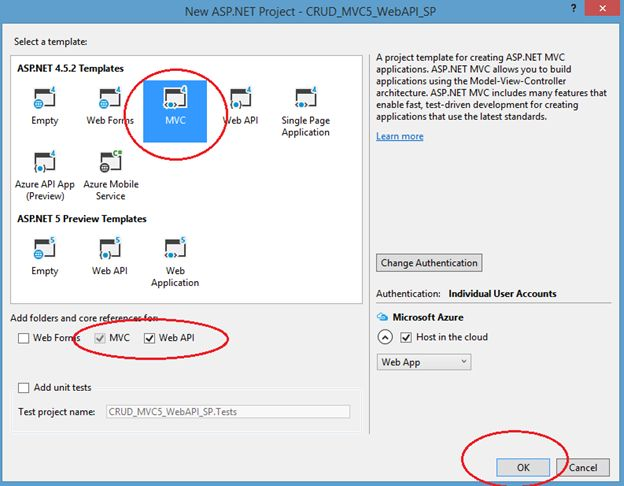 New ASP.NET Project - CRUD_MVC5_WebAPI_SP
?
Select a template:
ASP.NET 4.5.2 Templates
Empty
Web Forms
MVC
Web API
Single Page
Application
Azure API App
(Preview)
Azure Mobile
Service
ASP.NET 5 Preview Templates
Empty
Web API
Web
Application
A project template for creating ASP.NET MVC
applications. ASP.NET MVC allows you to build
applications using the Model-View-Controller
architecture. ASP.NET MVC includes many features that
enable fast, test-driven development for creating
applications that use the latest standards.
Learn more
Change Authentication
Authentication: Individual User Accounts
Microsoft Azure
Host in the cloud
Web App
Add folders and core references for:
Web Forms
MVC
Web API
Add unit tests
Test project name: CRUD_MVC5_WebAPI_SP.Tests
OK
Cancel